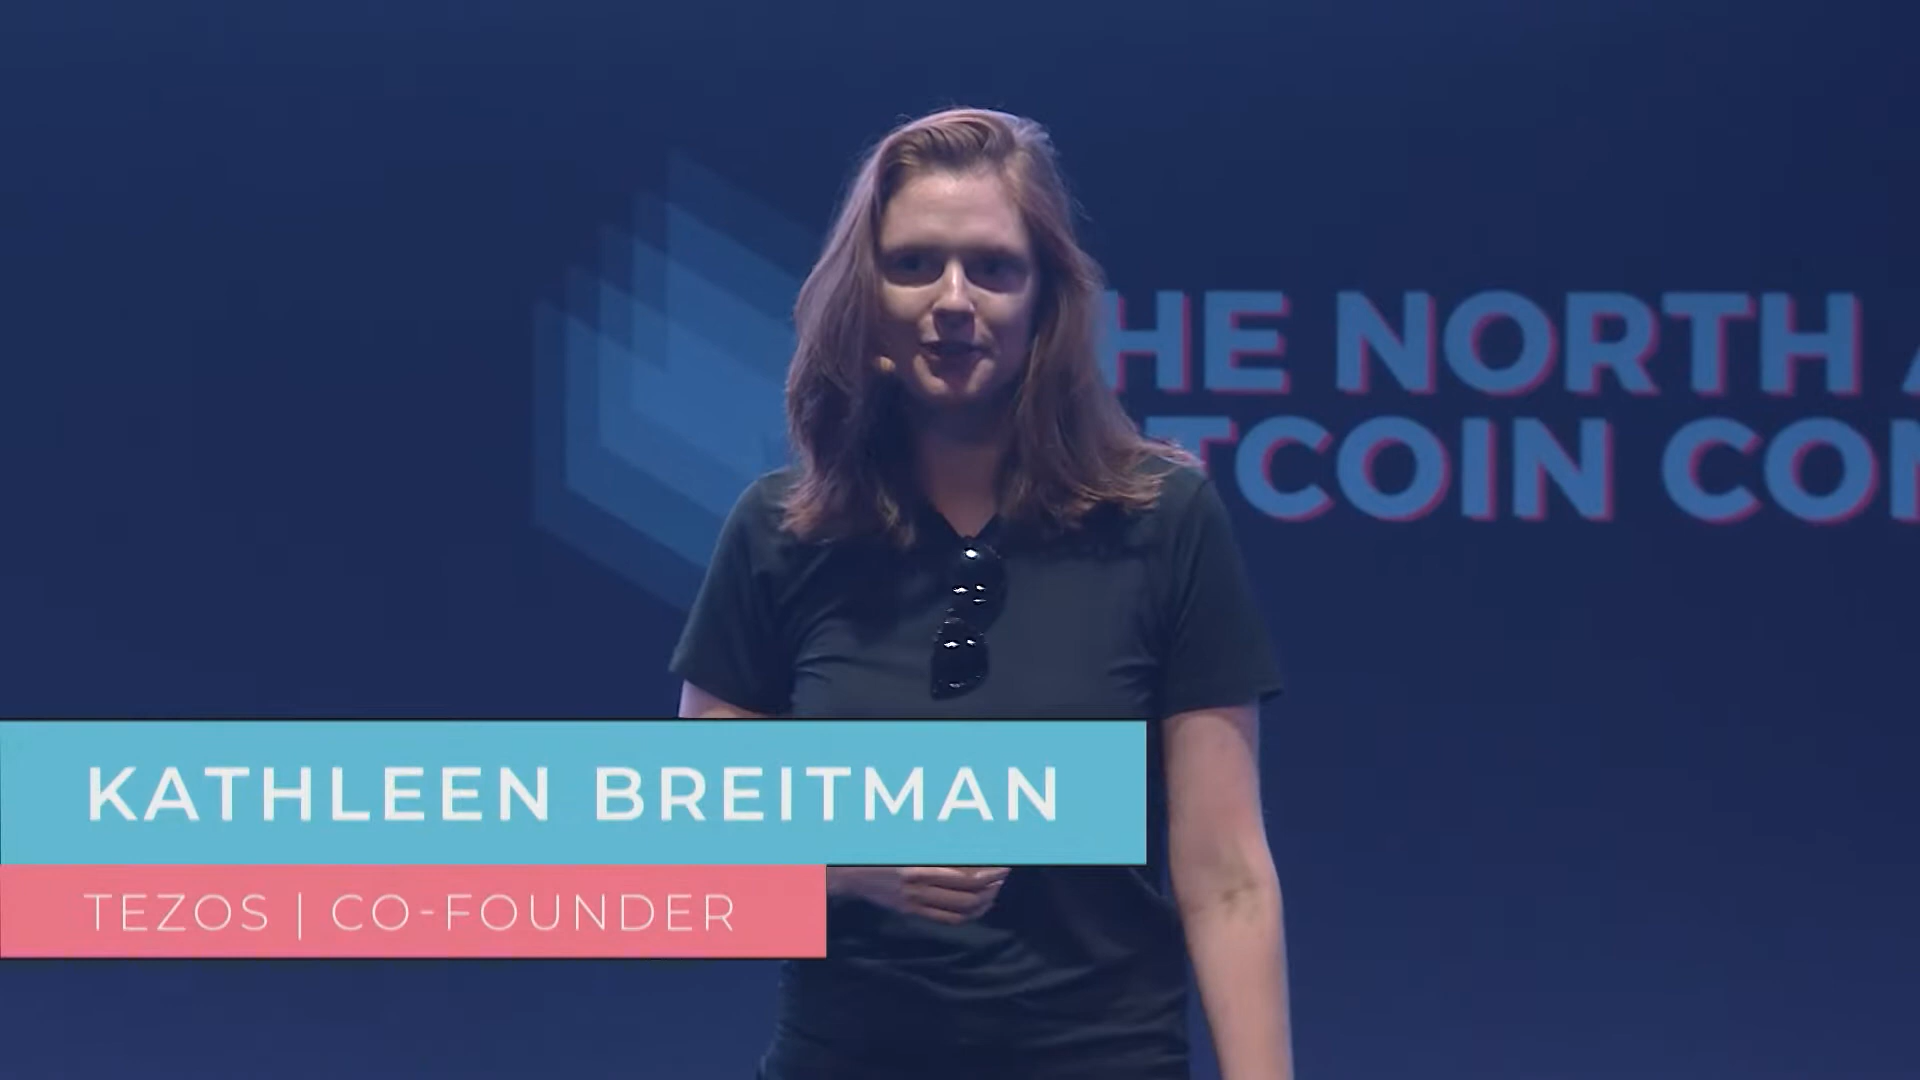 HE NORTH
TCOIN CON
KATHLEEN BREITMAN
TEZOS | CO-FOUNDER